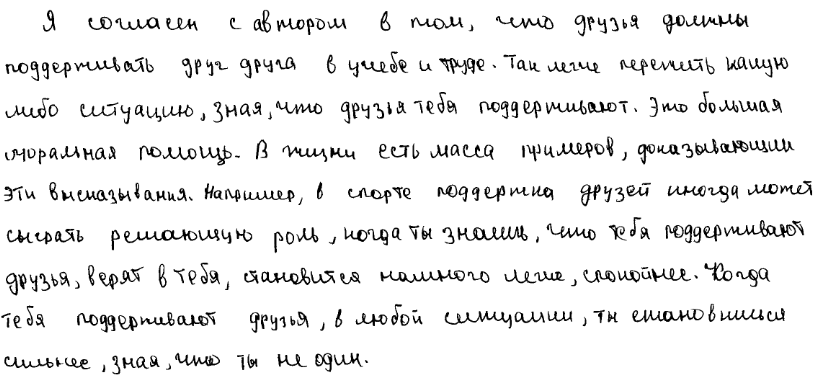 Я согласен с автором в том, что друзья должны
поддерживать друг друга в учебе и труде. Так легче пережить какую
либо ситуацию, зная, что друзья тебя поддерживают. Это большая
моральная помощь. В жизни есть масса примеров, доказывающий
эти высказывания. Например, в спорте поддержка друзей иногда может
сыграть решающую роль, когда ты знаешь, что тебя поддерживают
друзья, верят в тебя, становится намного легче, спокойнее. Когда
тебя поддерживают друзья, в любой ситуации, ты становишься
сильнее, зная, что ты не один.